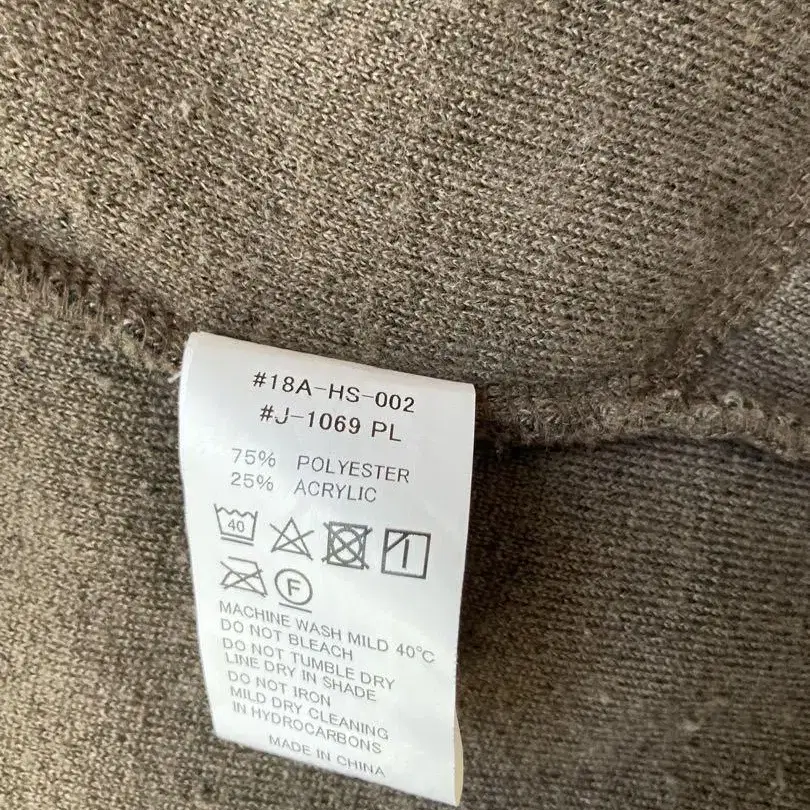 #18A-HS-002
#J-1069 PL
75% POLYESTER
25% ACRYLIC
40
F
MACHINE WASH MILD 40℃
DO NOT BLEACH
DO NOT TUMBLE DRY
LINE DRY IN SHADE
DO NOT IRON
MILD DRY CLEANING
IN HYDROCARBONS
MADE IN CHINA